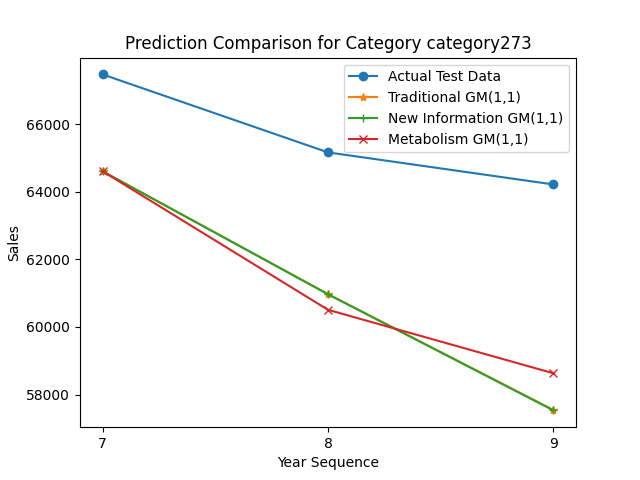 Prediction Comparison for Category category273
Actual Test Data
Traditional GM(1,1)
New Information GM(1,1)
Metabolism GM(1,1)
66000
64000
62000
60000
58000
Sales
7
8
9
Year Sequence